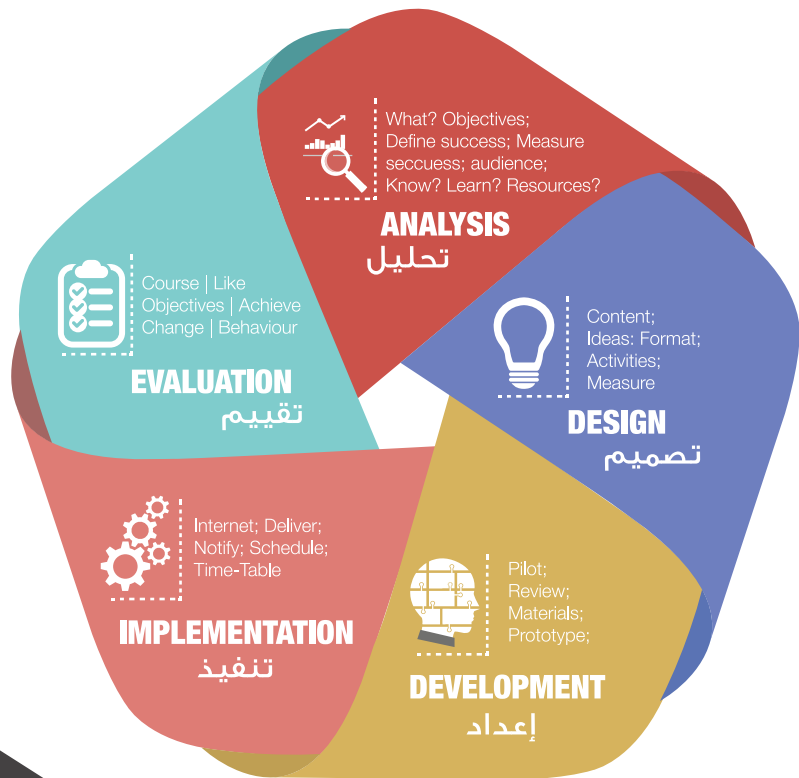 What? Objectives;
Define success; Measure
seccuess; audience;
Know? Learn? Resources?
ANALYSIS
تحليل
Content;
Ideas: Format;
Activities;
Measure
DESIGN
تصميم
Pilot;
Review;
Materials;
Prototype;
DEVELOPMENT
إعداد
Internet; Deliver;
Notify; Schedule;
Time-Table
IMPLEMENTATION
تنفيذ
Course | Like
Objectives | Achieve
Change | Behaviour
EVALUATION
تقييم